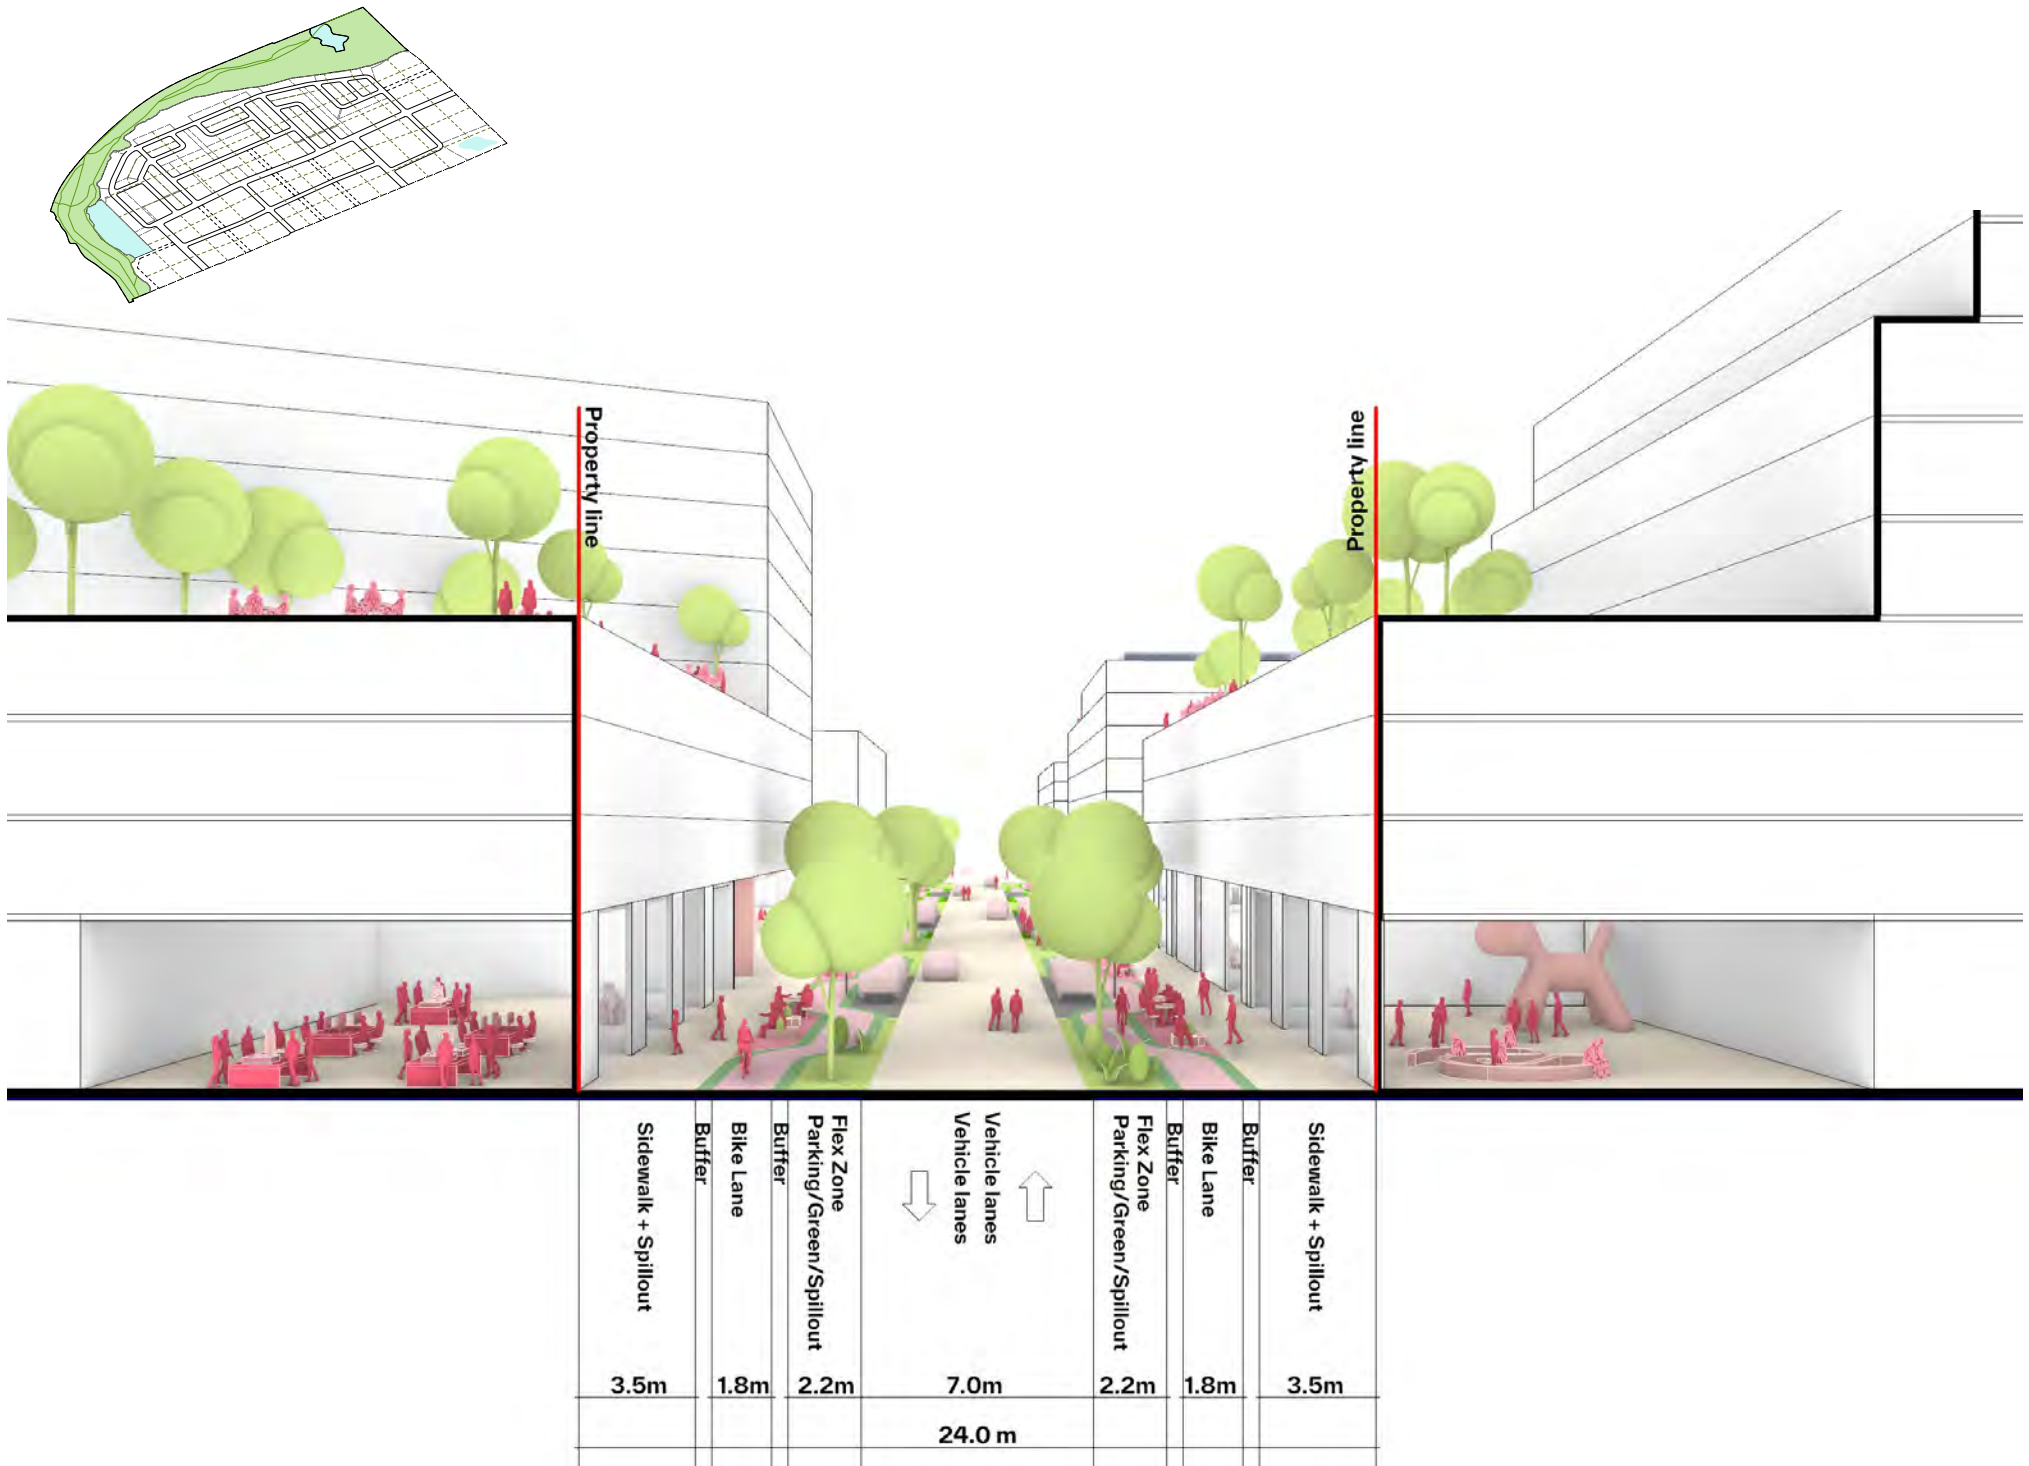 Property line
Property line
Sidewalk + Spillout
Buffer
Bike Lane
Buffer
Flex Zone
Parking/Green/Spillout
Vehicle lanes
Vehicle lanes
Flex Zone
Parking/Green/Spillout
Buffer
Bike Lane
Buffer
Sidewalk + Spillout
3.5m
1.8m
2.2m
7.0m
2.2m
1.8m
3.5m
24.0 m